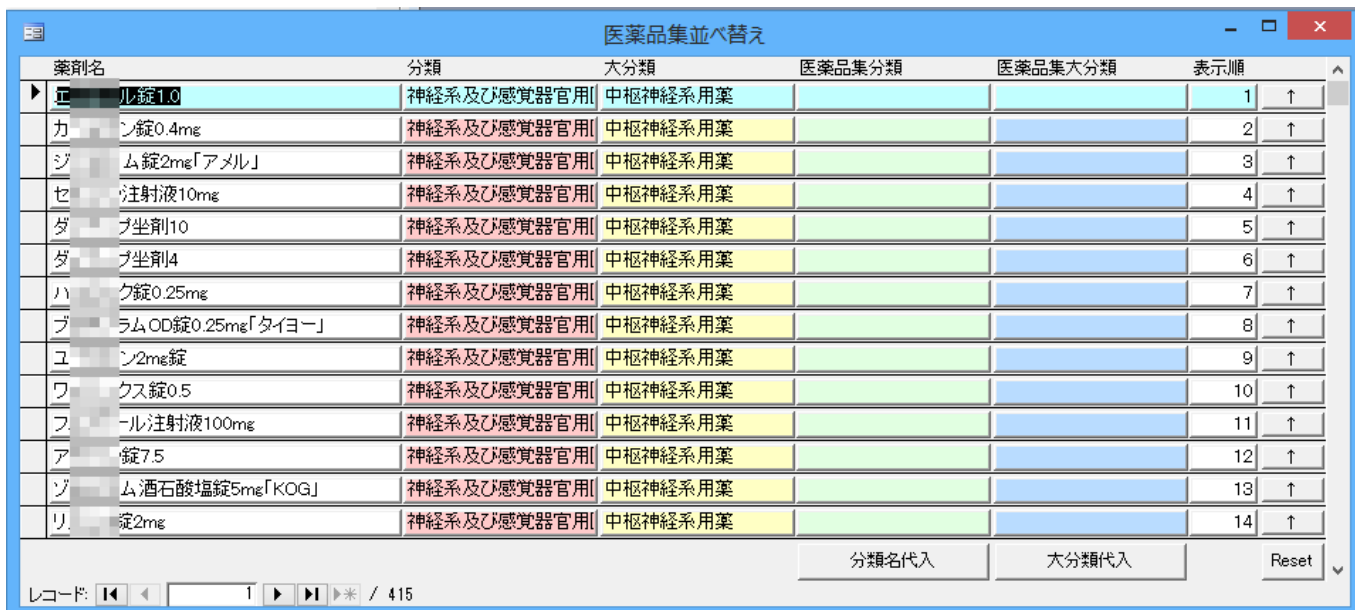 医薬品集並べ替え
薬剤名 分類 大分類 医薬品集分類 医薬品集大分類 表示順
エ ル錠1.0 神経系及び感覚器官用 中枢神経系用薬 1 ↑
カ ン錠0.4mg 神経系及び感覚器官用 中枢神経系用薬 2 ↑
ジ ム錠2mg「アメル」 神経系及び感覚器官用 中枢神経系用薬 3 ↑
セ 注射液10mg 神経系及び感覚器官用 中枢神経系用薬 4 ↑
ダ プ坐剤10 神経系及び感覚器官用 中枢神経系用薬 5 ↑
ダ プ坐剤4 神経系及び感覚器官用 中枢神経系用薬 6 ↑
ハ ク錠0.25mg 神経系及び感覚器官用 中枢神経系用薬 7 ↑
ブ ラムOD錠0.25mg「タイヨー」 神経系及び感覚器官用 中枢神経系用薬 8 ↑
ユ ン2mg錠 神経系及び感覚器官用 中枢神経系用薬 9 ↑
ワ クス錠0.5 神経系及び感覚器官用 中枢神経系用薬 10 ↑
フ ール注射液100mg 神経系及び感覚器官用 中枢神経系用薬 11 ↑
ア 錠7.5 神経系及び感覚器官用 中枢神経系用薬 12 ↑
ゾ ム酒石酸塩錠5mg「KOG」 神経系及び感覚器官用 中枢神経系用薬 13 ↑
リ 錠2mg 神経系及び感覚器官用 中枢神経系用薬 14 ↑
分類名代入 大分類代入 Reset
レコード: 1 / 415